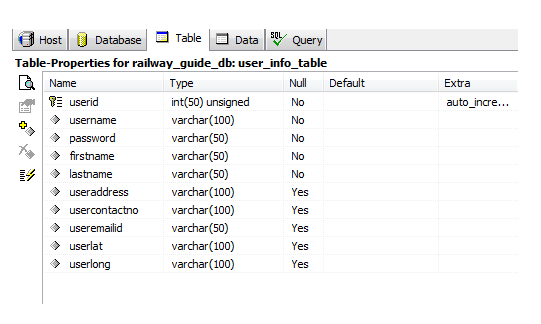 Host Database Table Data SQL Query
Table-Properties for railway_guide_db: user_info_table
Name Type Null Default Extra
userid int(50) unsigned No auto_incre...
username varchar(100) No
password varchar(50) No
firstname varchar(50) No
lastname varchar(50) No
useraddress varchar(100) Yes
usercontactno varchar(100) Yes
useremailid varchar(50) Yes
userlat varchar(100) Yes
userlong varchar(100) Yes